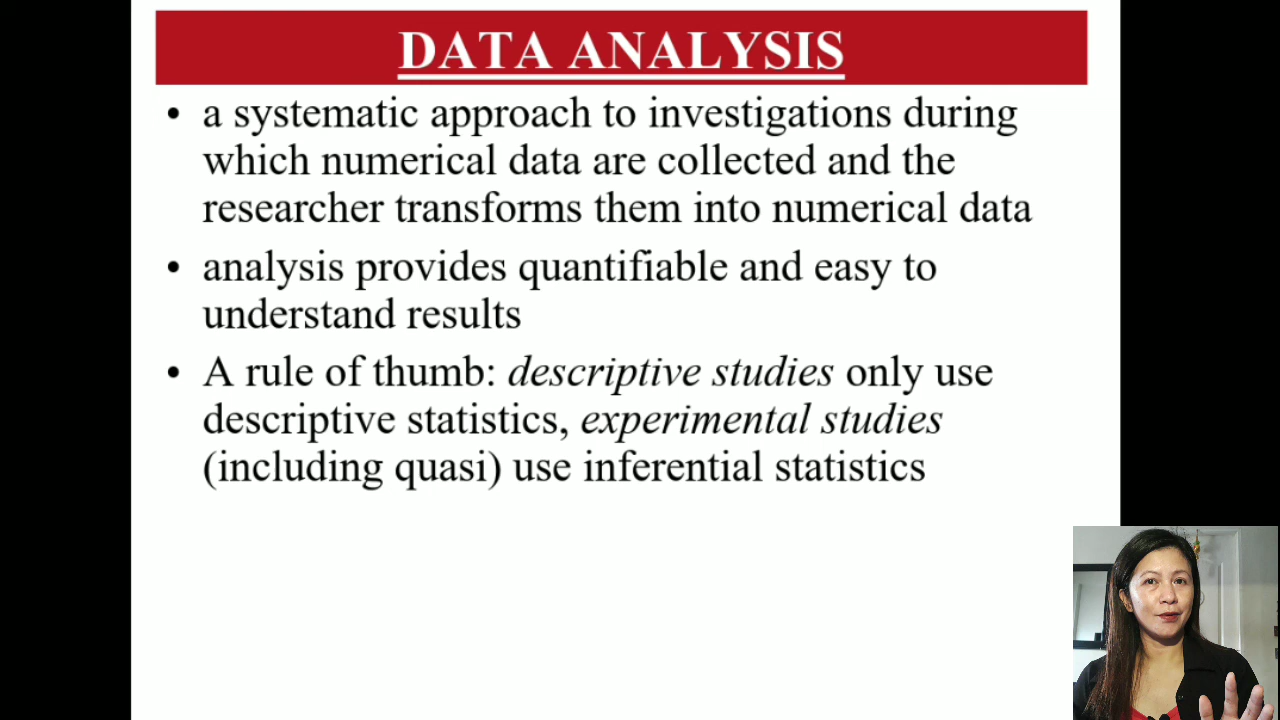 DATA ANALYSIS
• a systematic approach to investigations during
which numerical data are collected and the
researcher transforms them into numerical data
• analysis provides quantifiable and easy to
understand results
• A rule of thumb: descriptive studies only use
descriptive statistics, experimental studies
(including quasi) use inferential statistics